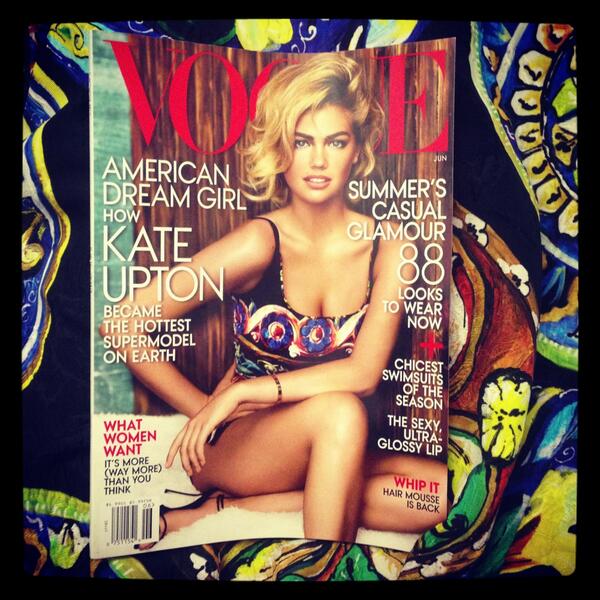 VOGUE
JUN
AMERICAN
DREAM GIRL
HOW
KATE
UPTON
BECAME
THE HOTTEST
SUPERMODEL
ON EARTH
SUMMER'S
CASUAL
GLAMOUR
88
LOOKS
TO WEAR
NOW
+
CHICEST
SWIMSUITS
OF THE
SEASON
THE SEXY,
ULTRA-
GLOSSY LIP
WHAT
WOMEN
WANT
IT'S MORE
(WAY MORE)
THAN YOU
THINK
WHIP IT
HAIR MOUSSE
IS BACK